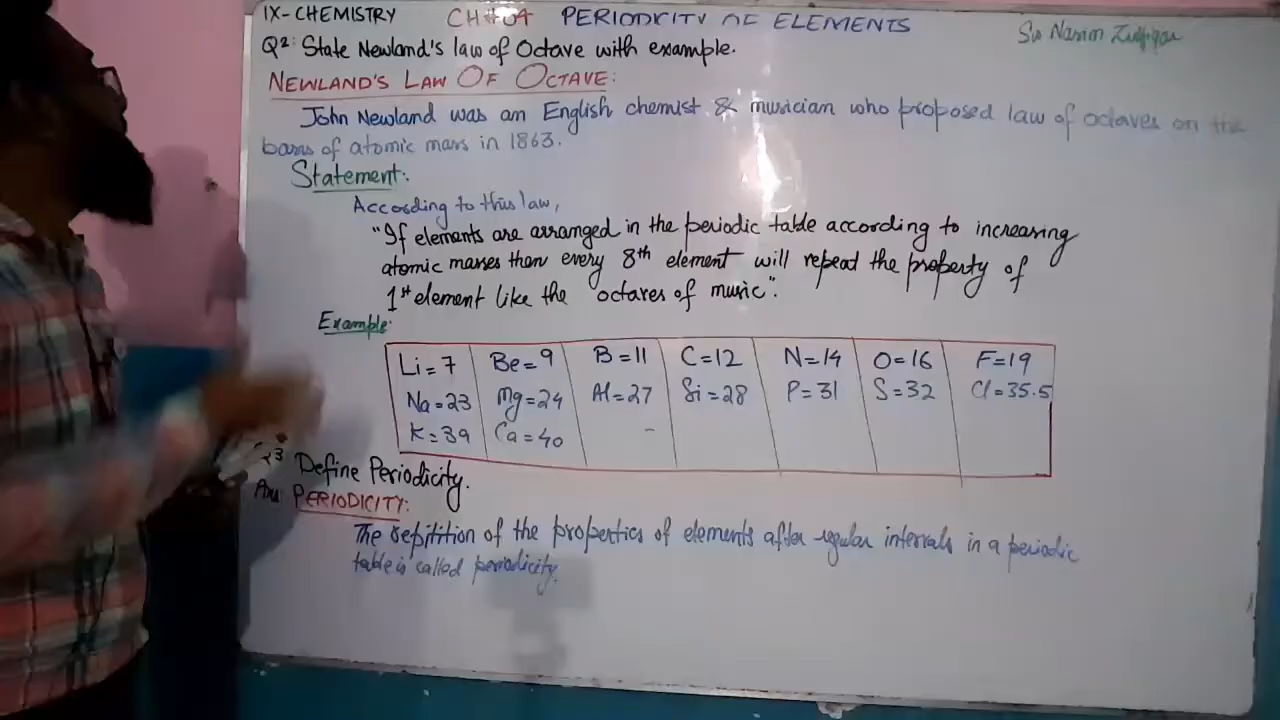 IX-CHEMISTRY CH#04 PERIODICITY OF ELEMENTS
Sir Nasim Zulfiqar
Q2: State Newland's law of Octave with example.
NEWLAND'S LAW OF OCTAVE:
John Newland was an English chemist & musician who proposed law of octaves on the
basis of atomic mass in 1863.
Statement:
According to this law,
"If elements are arranged in the periodic table according to increasing
atomic masses then every 8th element will repeat the property of
1st element like the "octaves of music".
Example:
Li=7 Be=9 B=11 C=12 N=14 O=16 F=19
Na=23 Mg=24 Al=27 Si=28 P=31 S=32 Cl=35.5
K=39 Ca=40 -
Define Periodicity.
Ans PERIODICITY:
The repitition of the properties of elements after regular intervals in a periodic
table is called periodicity.